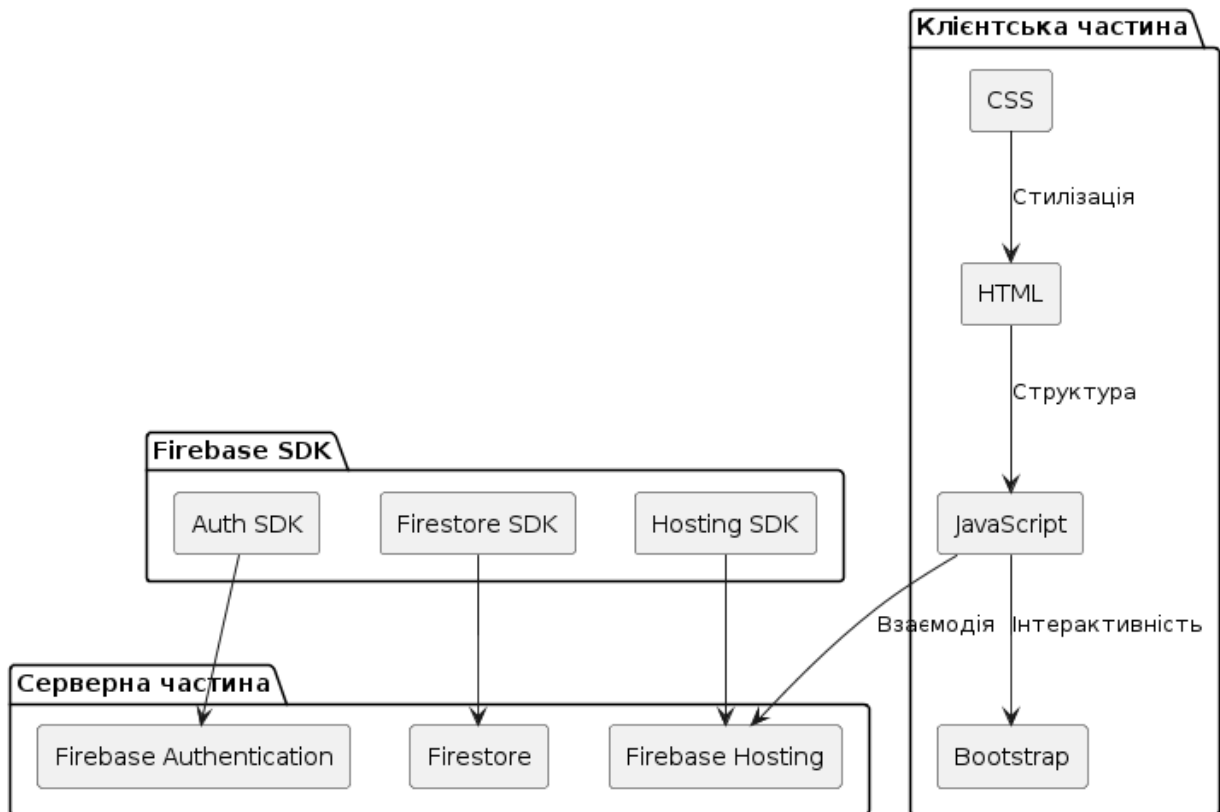 Клієнтська частина
CSS
Стилізація
HTML
Структура
Firebase SDK
Auth SDK
Firestore SDK
Hosting SDK
JavaScript
Взаємодія
Інтерактивність
Серверна частина
Firebase Authentication
Firestore
Firebase Hosting
Bootstrap